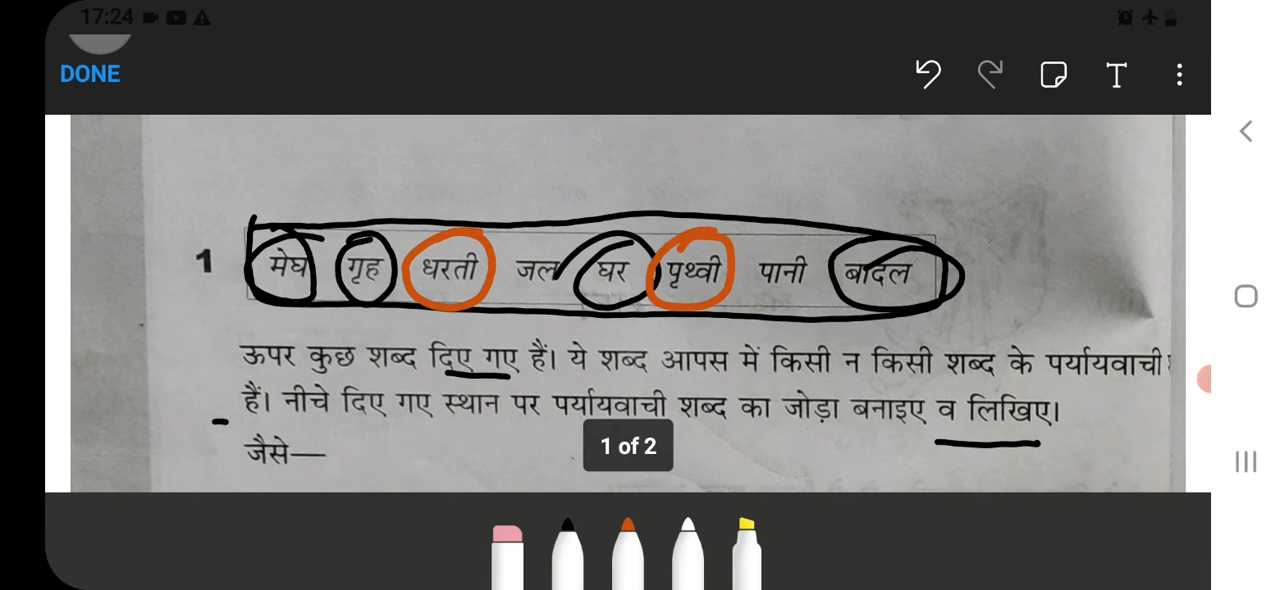 17:24
DONE
T
1 मेघ गृह धरती जल घर पृथ्वी पानी बादल
ऊपर कुछ शब्द दिए गए हैं। ये शब्द आपस में किसी न किसी शब्द के पर्यायवाची
हैं। नीचे दिए गए स्थान पर पर्यायवाची शब्द का जोड़ा बनाइए व लिखिए।
1 of 2
जैसे—